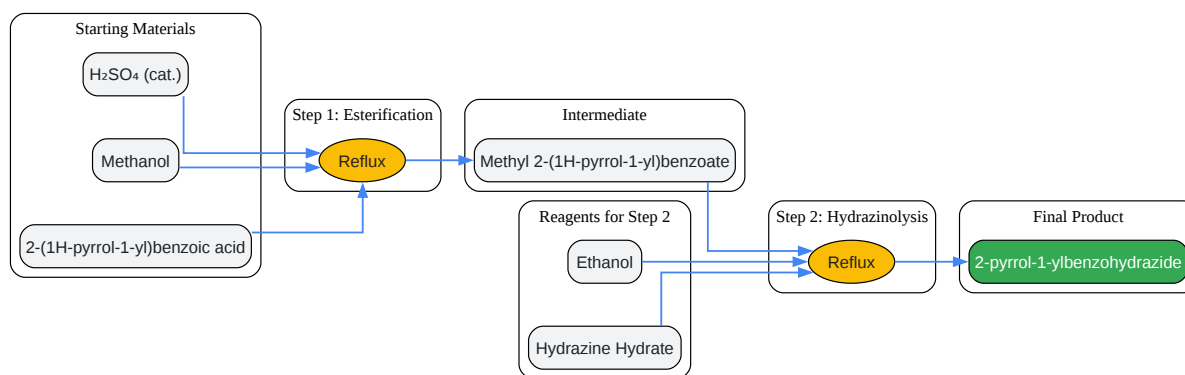 Starting Materials
H₂SO₄ (cat.)
Methanol
2-(1H-pyrrol-1-yl)benzoic acid
Step 1: Esterification
Reflux
Intermediate
Methyl 2-(1H-pyrrol-1-yl)benzoate
Reagents for Step 2
Ethanol
Hydrazine Hydrate
Step 2: Hydrazinolysis
Reflux
Final Product
2-pyrrol-1-ylbenzohydrazide